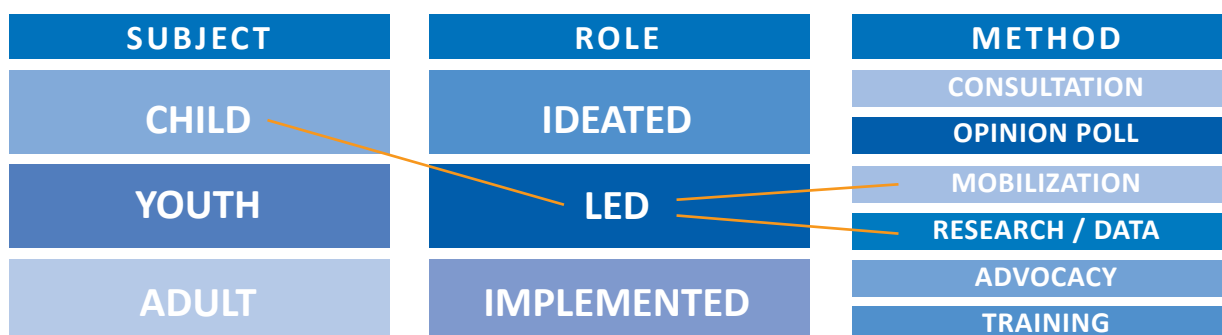 SUBJECT
CHILD
YOUTH
ADULT
ROLE
IDEATED
LED
IMPLEMENTED
METHOD
CONSULTATION
OPINION POLL
MOBILIZATION
RESEARCH / DATA
ADVOCACY
TRAINING